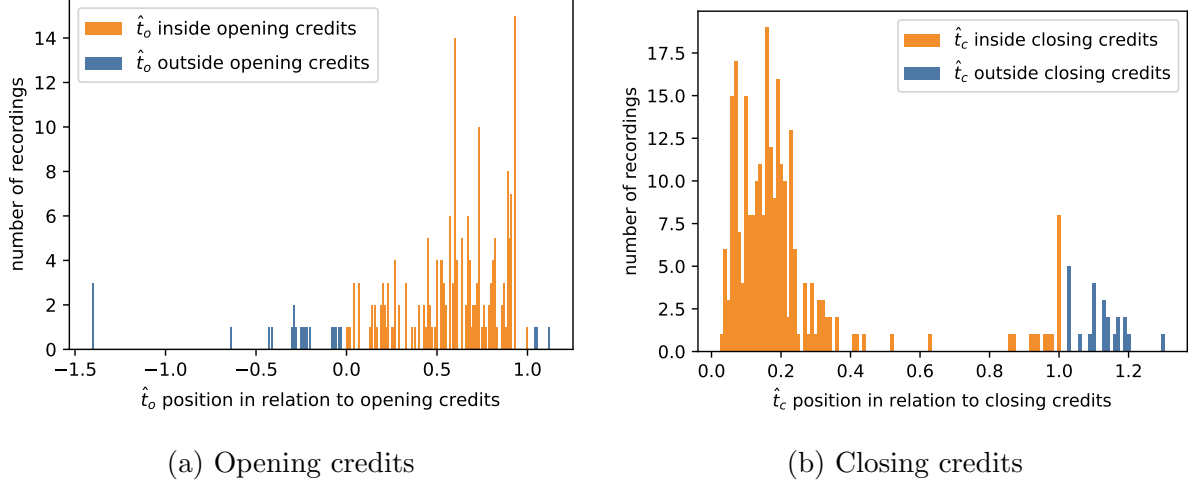 14
12
10
8
6
4
2
0
number of recordings
t̂ₒ inside opening credits
t̂ₒ outside opening credits
−1.5 −1.0 −0.5 0.0 0.5 1.0
t̂ₒ position in relation to opening credits
(a) Opening credits
17.5
15.0
12.5
10.0
7.5
5.0
2.5
0.0
number of recordings
t̂_c inside closing credits
t̂_c outside closing credits
0.0 0.2 0.4 0.6 0.8 1.0 1.2
t̂_c position in relation to closing credits
(b) Closing credits